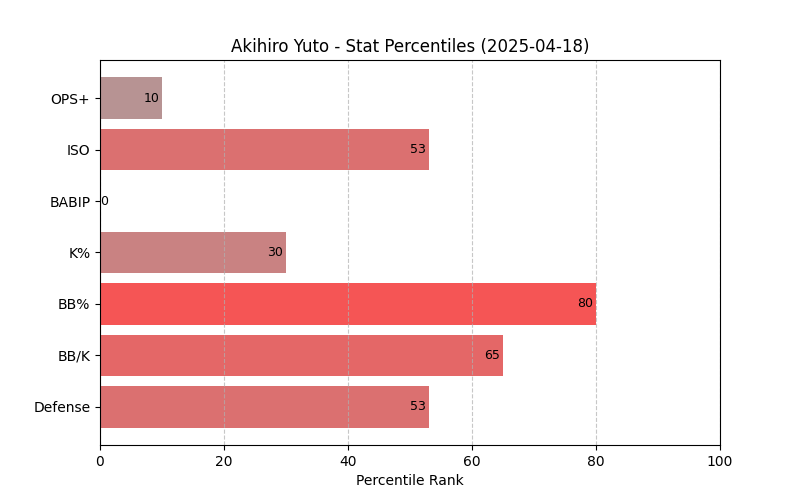 Akihiro Yuto - Stat Percentiles (2025-04-18)
OPS+ 10
ISO 53
BABIP 0
K% 30
BB% 80
BB/K 65
Defense 53
0 20 40 60 80 100
Percentile Rank